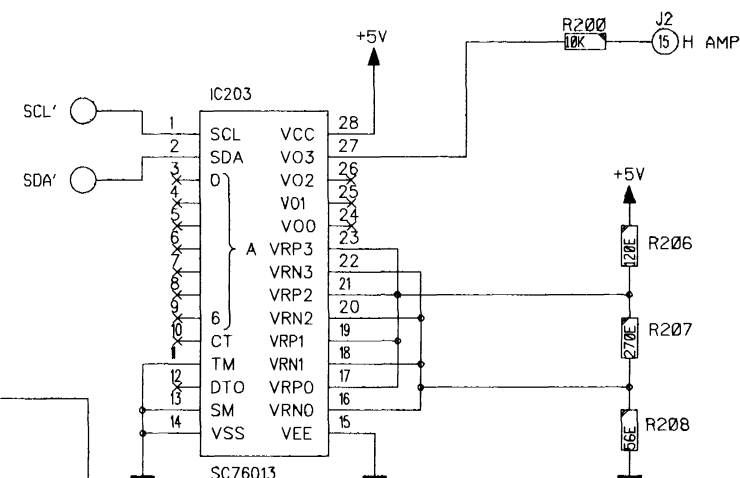 R200 J2
10K 15 H AMP
+5V
IC203
SCL'
1 SCL VCC 28
2 SDA VO3 27
SDA'
3 0 VO2 26
4 VO1 25
5 VO0 24
6 A VRP3 23
7 VRN3 22
8 VRP2 21
9 6 VRN2 20
10 CT VRP1 19
11 TM VRN1 18
12 DTO VRP0 17
13 SM VRN0 16
14 VSS VEE 15
SC76013
+5V
120E R206
270E R207
56E R208